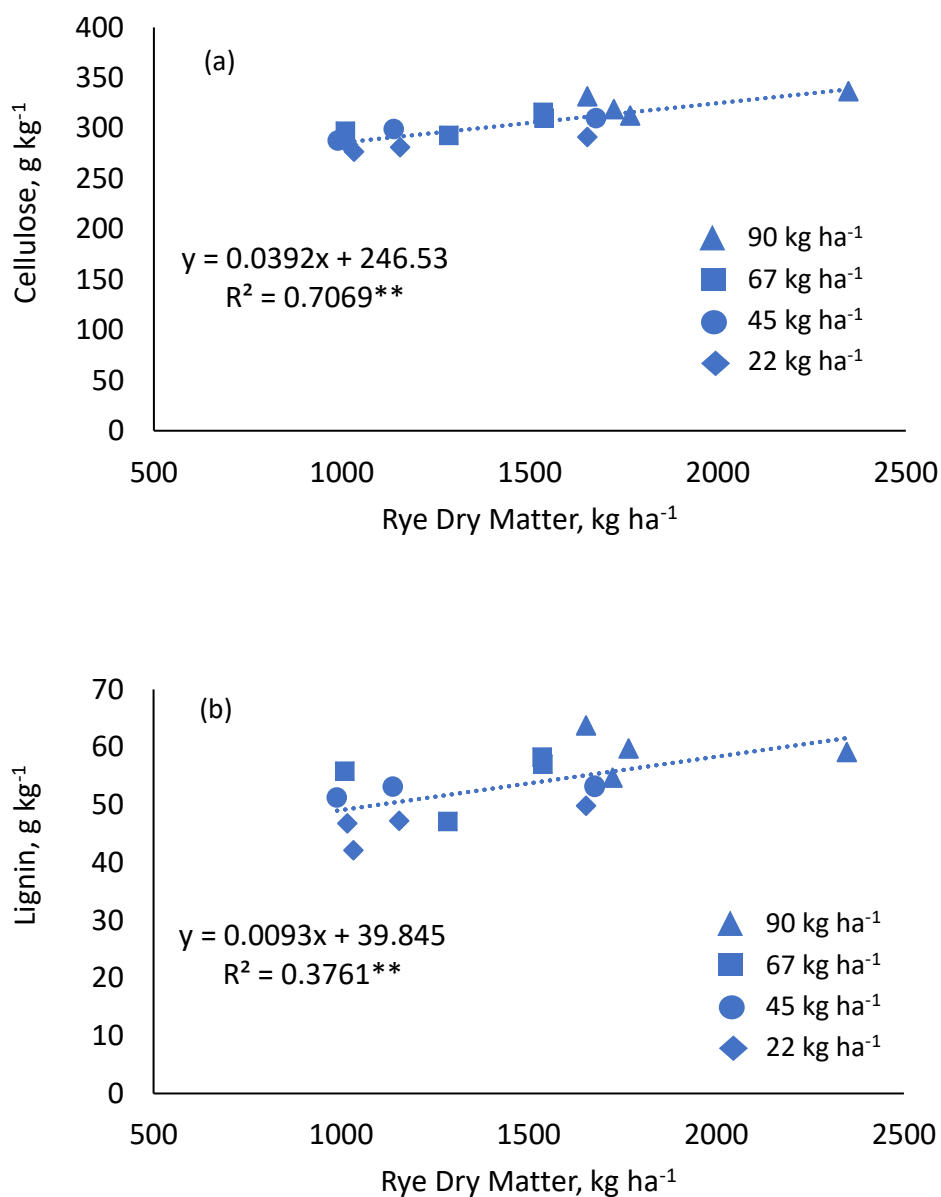 (a)
400
350
300
250
200
150
100
50
0
Cellulose, g kg⁻¹
y = 0.0392x + 246.53
R² = 0.7069**
90 kg ha⁻¹
67 kg ha⁻¹
45 kg ha⁻¹
22 kg ha⁻¹
500 1000 1500 2000 2500
Rye Dry Matter, kg ha⁻¹
(b)
70
60
50
40
30
20
10
0
Lignin, g kg⁻¹
y = 0.0093x + 39.845
R² = 0.3761**
90 kg ha⁻¹
67 kg ha⁻¹
45 kg ha⁻¹
22 kg ha⁻¹
500 1000 1500 2000 2500
Rye Dry Matter, kg ha⁻¹